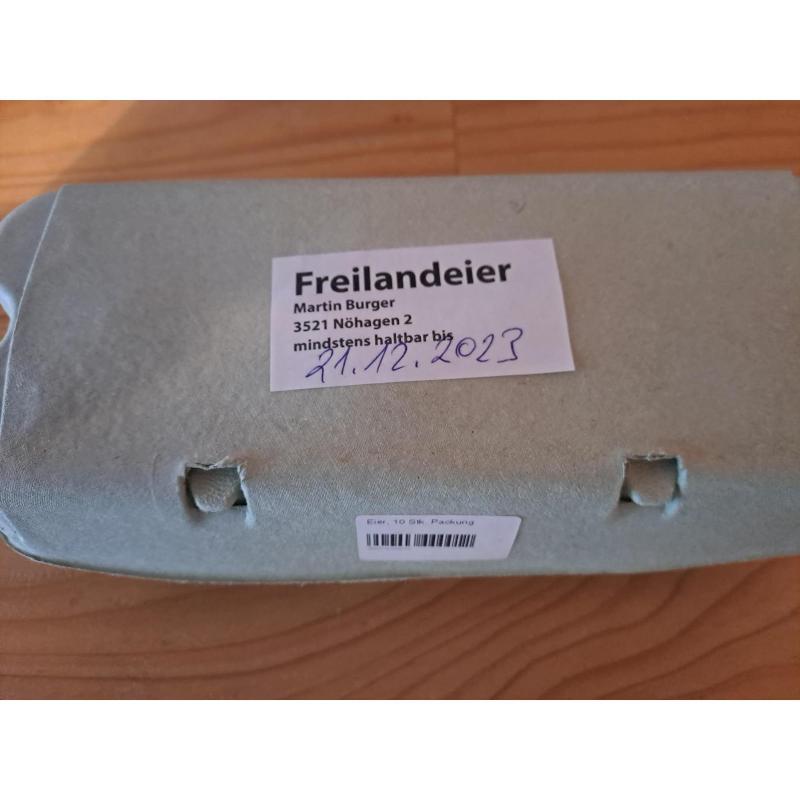 Freilandeier
Martin Burger
3521 Nöhagen 2
mindstens haltbar bis
21.12.2023
Eier, 10 Stk. Packung